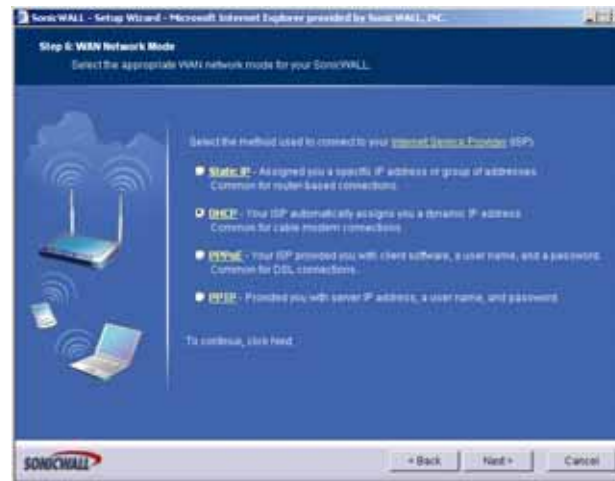 SonicWALL - Setup Wizard - Microsoft Internet Explorer provided by SonicWALL, INC.
Step 6: WAN Network Mode
Select the appropriate WAN network mode for your SonicWALL.
Select the method used to connect to your Internet Service Provider (ISP).
Static IP - Assigned you a specific IP address or group of addresses.
Common for router-based connections.
DHCP - Your ISP automatically assigns you a dynamic IP address.
Common for cable modem connections.
PPPoE - Your ISP provided you with client software, a user name, and a password.
Common for DSL connections.
PPTP - Provided you with server IP address, a user name, and password.
To continue, click Next.
SONICWALL
< Back
Next >
Cancel